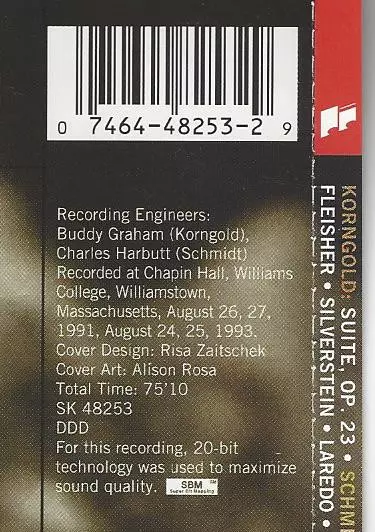 0 7464-48253-2 9
Recording Engineers:
Buddy Graham (Korngold),
Charles Harbutt (Schmidt)
Recorded at Chapin Hall, Williams
College, Williamstown,
Massachusetts, August 26, 27,
1991, August 24, 25, 1993.
Cover Design: Risa Zaitschek
Cover Art: Alison Rosa
Total Time: 75'10
SK 48253
DDD
For this recording, 20-bit
technology was used to maximize
sound quality. SBM™
Super Bit Mapping
KORNGOLD: SUITE, OP. 23 • SCHM
FLEISHER • SILVERSTEIN • LAREDO •